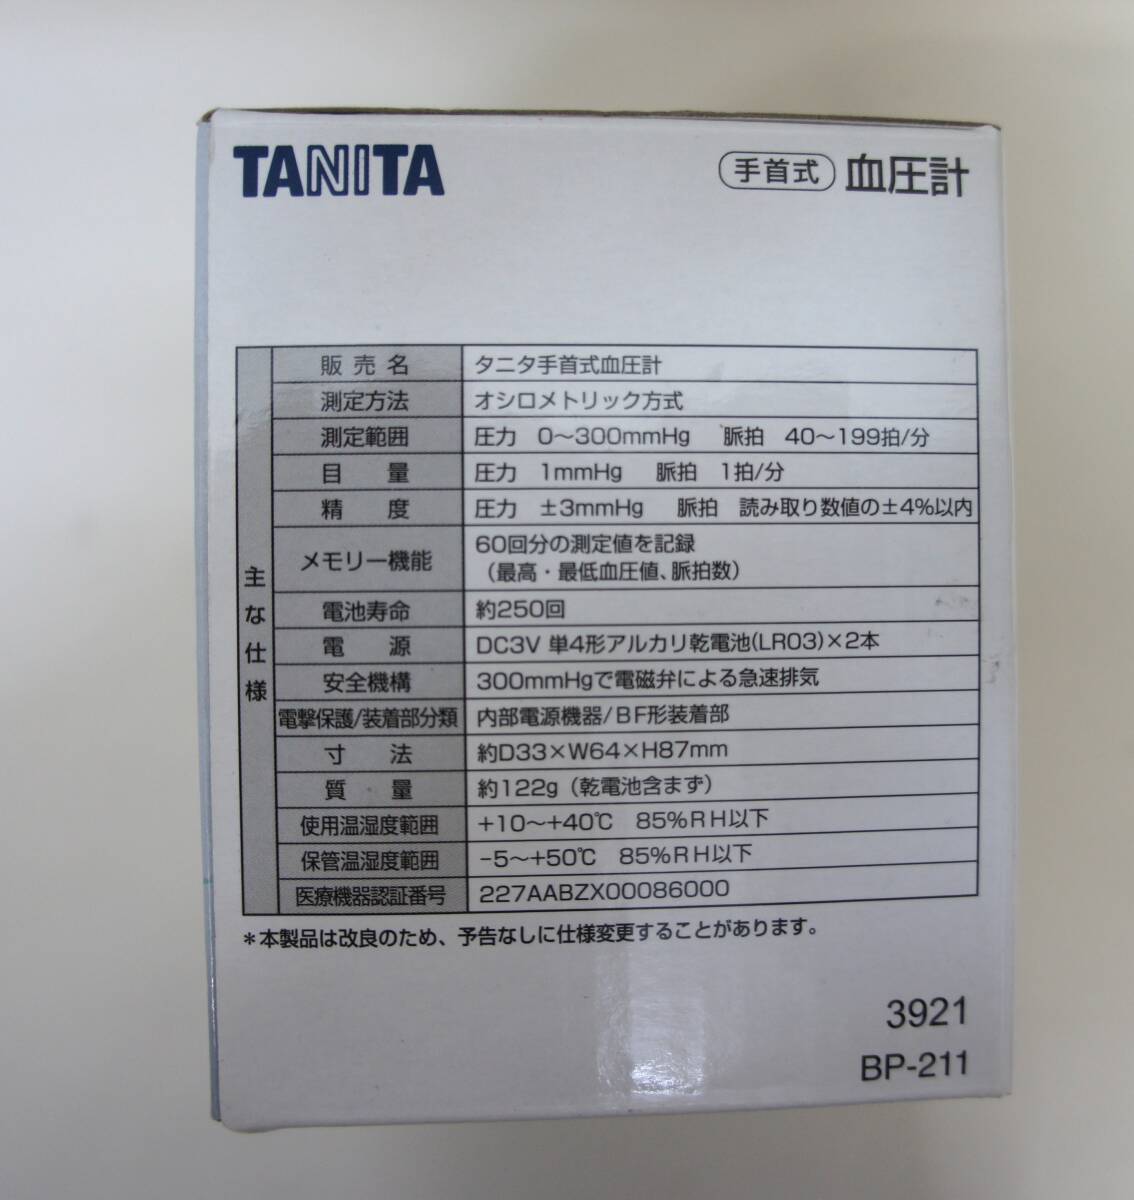 TANITA 手首式 血圧計
主な仕様
販売名 タニタ手首式血圧計
測定方法 オシロメトリック方式
測定範囲 圧力 0～300mmHg 脈拍 40～199拍/分
目量 圧力 1mmHg 脈拍 1拍/分
精度 圧力 ±3mmHg 脈拍 読み取り数値の±4%以内
メモリー機能 60回分の測定値を記録
（最高・最低血圧値、脈拍数）
電池寿命 約250回
電源 DC3V 単4形アルカリ乾電池(LR03)×2本
安全機構 300mmHgで電磁弁による急速排気
電撃保護/装着部分類 内部電源機器/BF形装着部
寸法 約D33×W64×H87mm
質量 約122g（乾電池含まず）
使用温湿度範囲 +10～+40℃ 85%RH以下
保管温湿度範囲 -5～+50℃ 85%RH以下
医療機器認証番号 227AABZX00086000
*本製品は改良のため、予告なしに仕様変更することがあります。
3921
BP-211